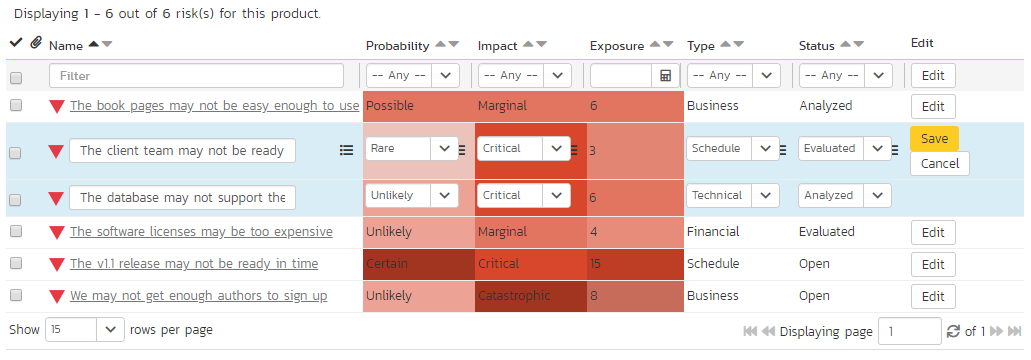 Displaying 1 - 6 out of 6 risk(s) for this product.
Name Probability Impact Exposure Type Status Edit
Filter -- Any -- -- Any -- -- Any -- -- Any -- Edit
The book pages may not be easy enough to use Possible Marginal 6 Business Analyzed Edit
The client team may not be ready Rare Critical 3 Schedule Evaluated Save
Cancel
The database may not support the Unlikely Critical 6 Technical Analyzed
The software licenses may be too expensive Unlikely Marginal 4 Financial Evaluated Edit
The v1.1 release may not be ready in time Certain Critical 15 Schedule Open Edit
We may not get enough authors to sign up Unlikely Catastrophic 8 Business Open Edit
Show 15 rows per page Displaying page 1 of 1